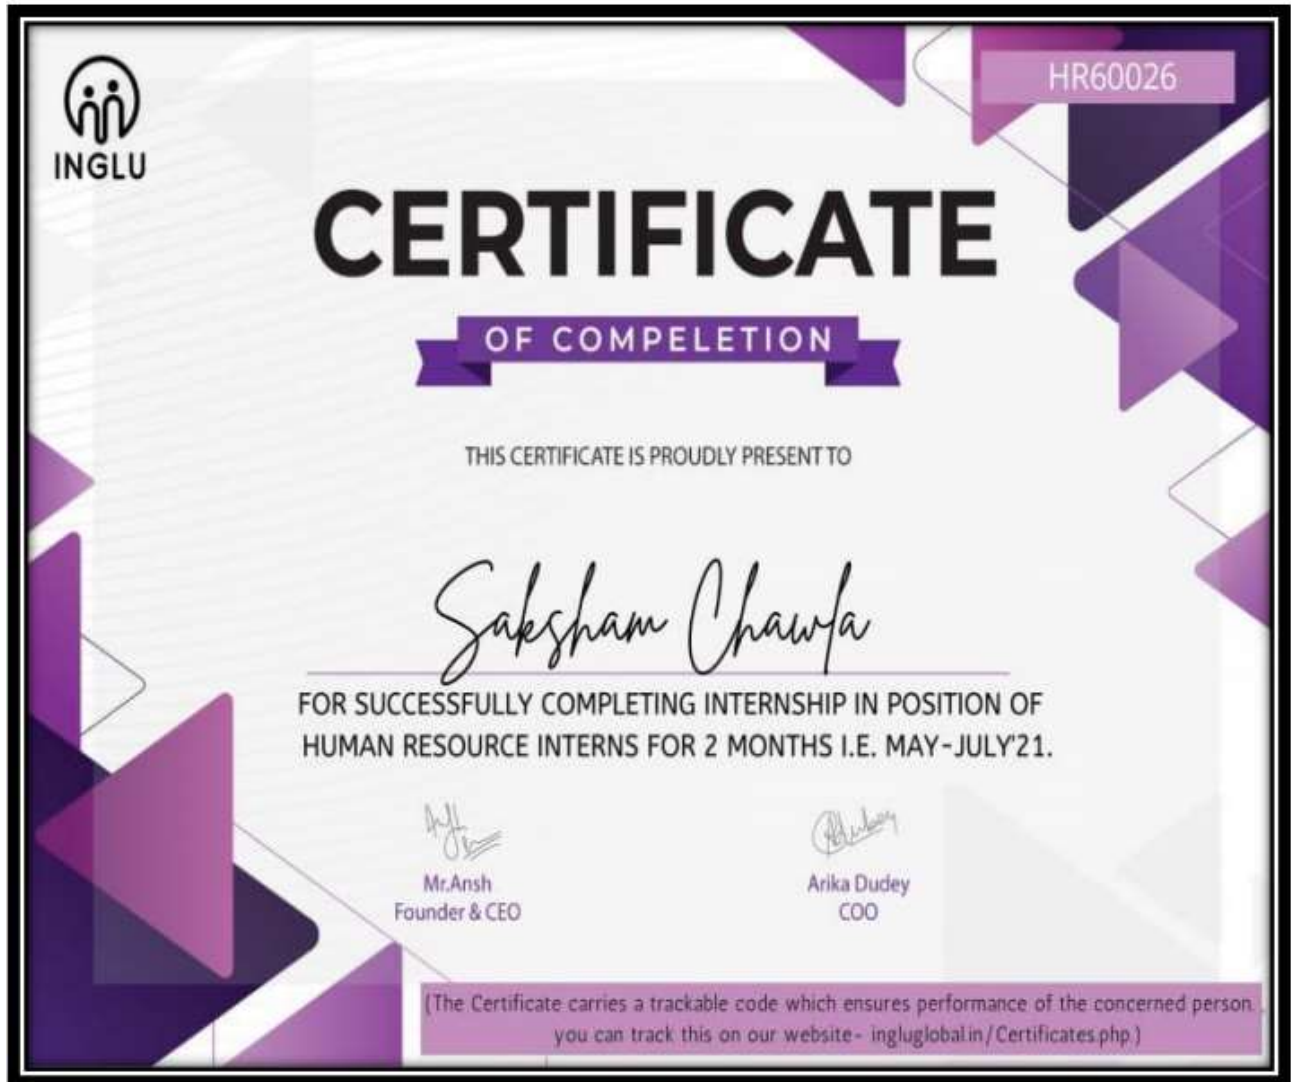 INGLU
HR60026
CERTIFICATE
OF COMPELETION
THIS CERTIFICATE IS PROUDLY PRESENT TO
Saksham Chawla
FOR SUCCESSFULLY COMPLETING INTERNSHIP IN POSITION OF
HUMAN RESOURCE INTERNS FOR 2 MONTHS I.E. MAY-JULY'21.
Mr.Ansh
Founder & CEO
Arika Dudey
COO
(The Certificate carries a trackable code which ensures performance of the concerned person.,
you can track this on our website- ingluglobal.in/Certificates.php.)